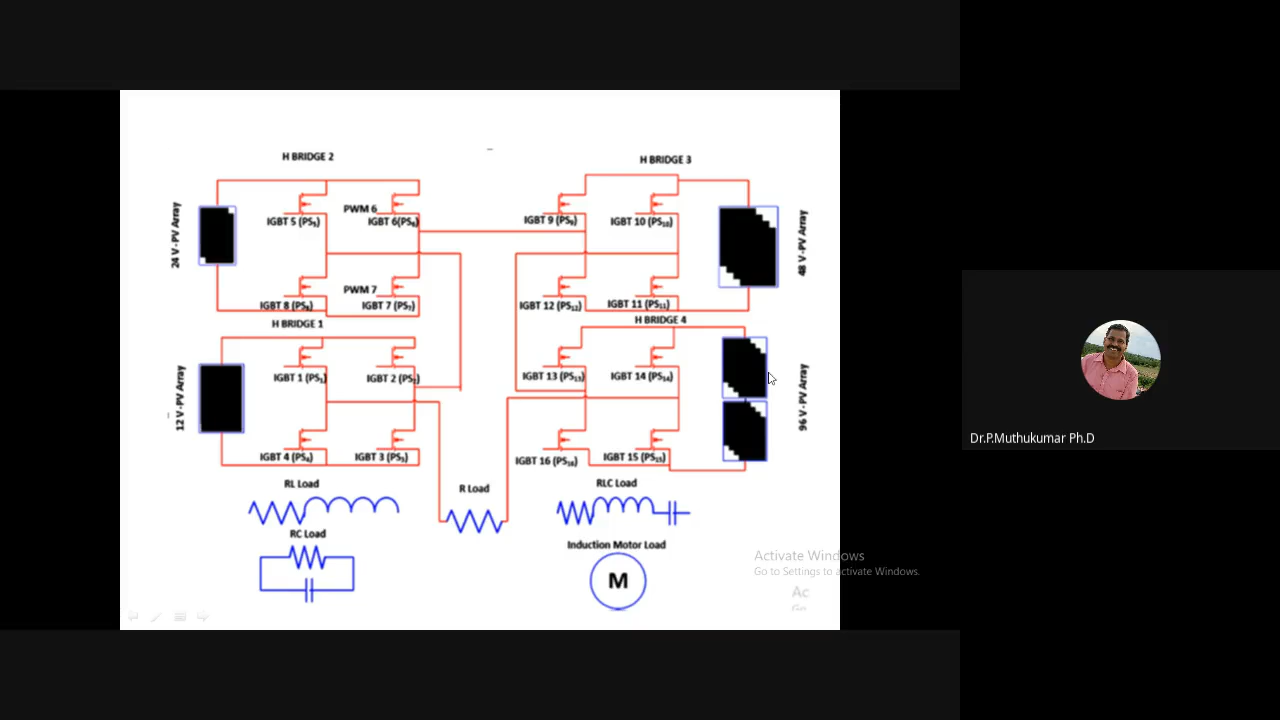 H BRIDGE 2
H BRIDGE 3
24 V -PV Array
PWM 6
IGBT 5 (PS5)
IGBT 6(PS6)
IGBT 9 (PS9)
IGBT 10 (PS10)
48 V -PV Array
PWM 7
IGBT 8 (PS8)
IGBT 7 (PS7)
IGBT 12 (PS12)
IGBT 11 (PS11)
H BRIDGE 1
H BRIDGE 4
12 V -PV Array
IGBT 1 (PS1)
IGBT 2 (PS2)
IGBT 13 (PS13)
IGBT 14 (PS14)
96 V -PV Array
IGBT 4 (PS4)
IGBT 3 (PS3)
IGBT 16 (PS16)
IGBT 15 (PS15)
RL Load
R Load
RLC Load
RC Load
Induction Motor Load
M
Activate Windows
Go to Settings to activate Windows.
Ac
Go
Dr.P.Muthukumar Ph.D